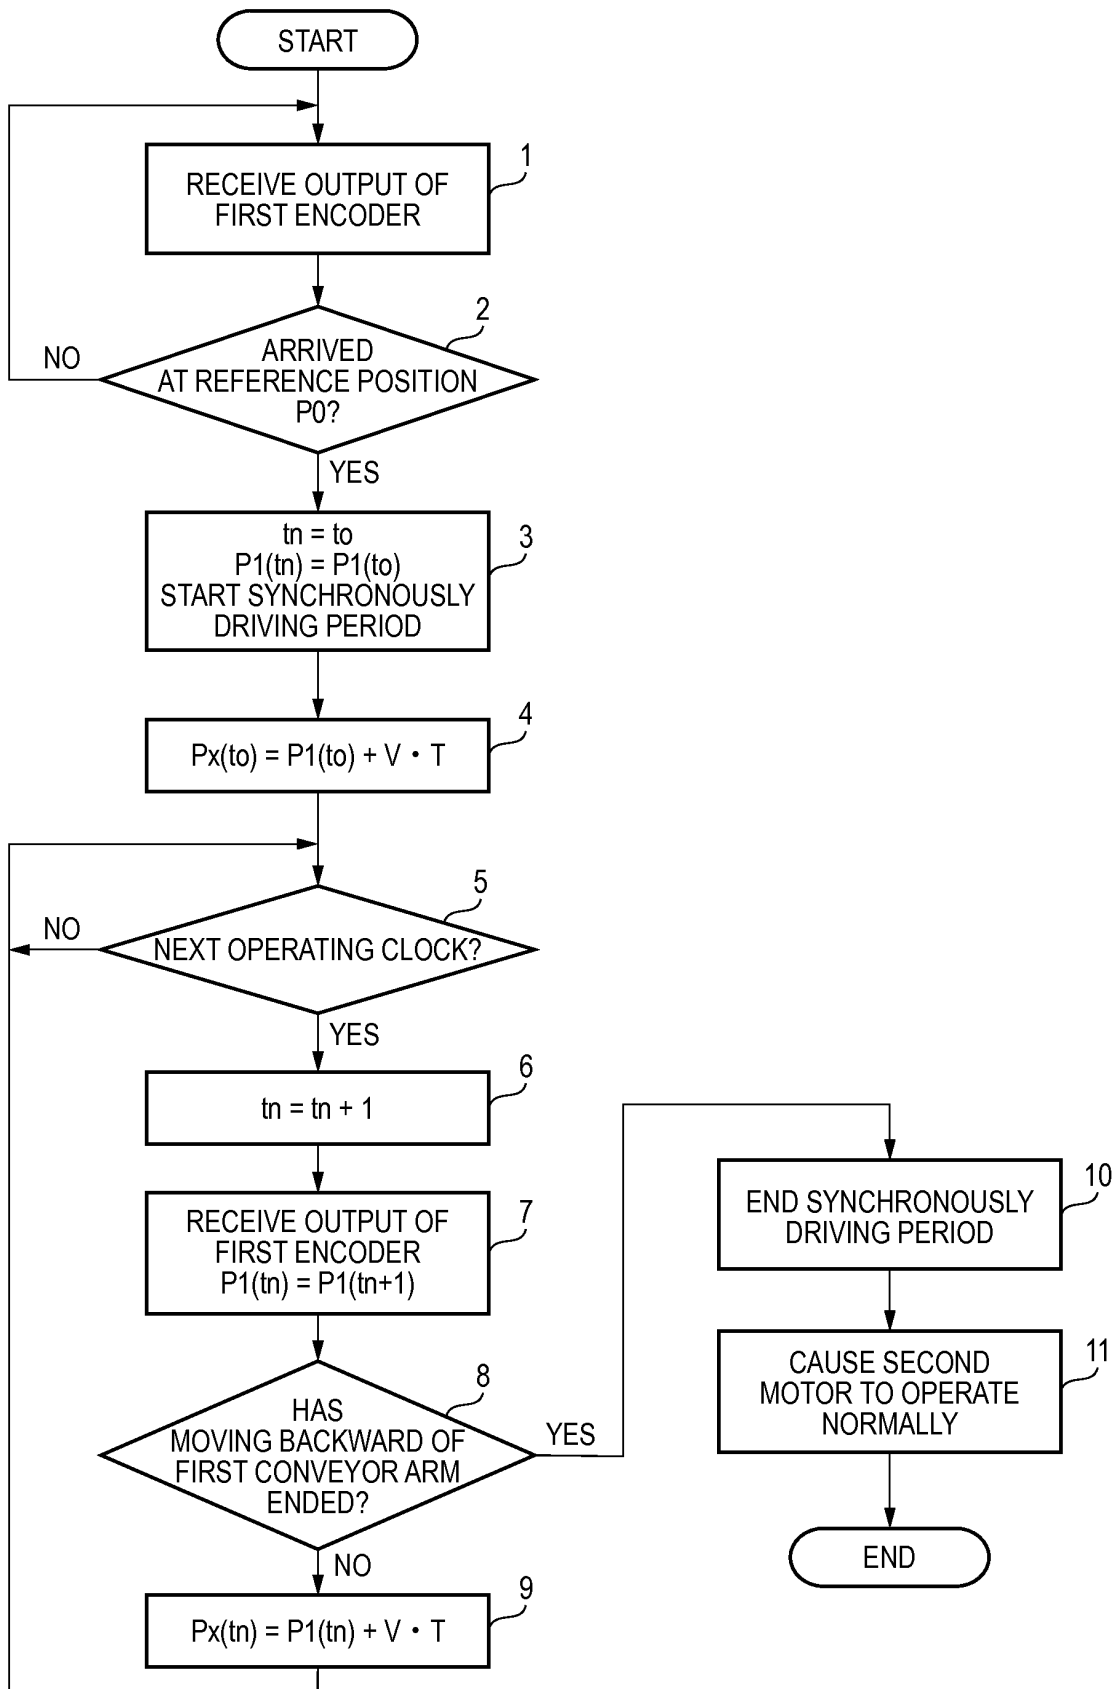 START
1
RECEIVE OUTPUT OF
FIRST ENCODER
2
NO
ARRIVED
AT REFERENCE POSITION
P0?
YES
3
tn = to
P1(tn) = P1(to)
START SYNCHRONOUSLY
DRIVING PERIOD
4
Px(to) = P1(to) + V・T
5
NO
NEXT OPERATING CLOCK?
YES
6
tn = tn + 1
7
RECEIVE OUTPUT OF
FIRST ENCODER
P1(tn) = P1(tn+1)
8
HAS
MOVING BACKWARD OF
FIRST CONVEYOR ARM
ENDED?
YES
NO
9
Px(tn) = P1(tn) + V・T
10
END SYNCHRONOUSLY
DRIVING PERIOD
11
CAUSE SECOND
MOTOR TO OPERATE
NORMALLY
END